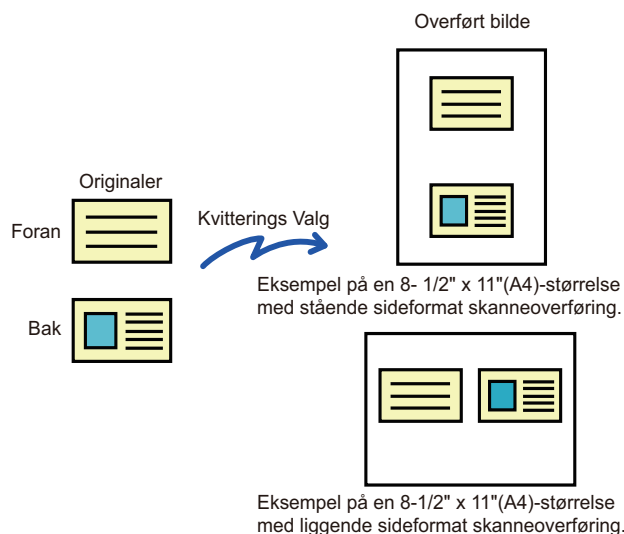 Overført bilde
Originaler
Foran
Kvitterings Valg
Bak
Eksempel på en 8- 1/2" x 11"(A4)-størrelse
med stående sideformat skanneoverføring.
Eksempel på en 8-1/2" x 11"(A4)-størrelse
med liggende sideformat skanneoverføring.